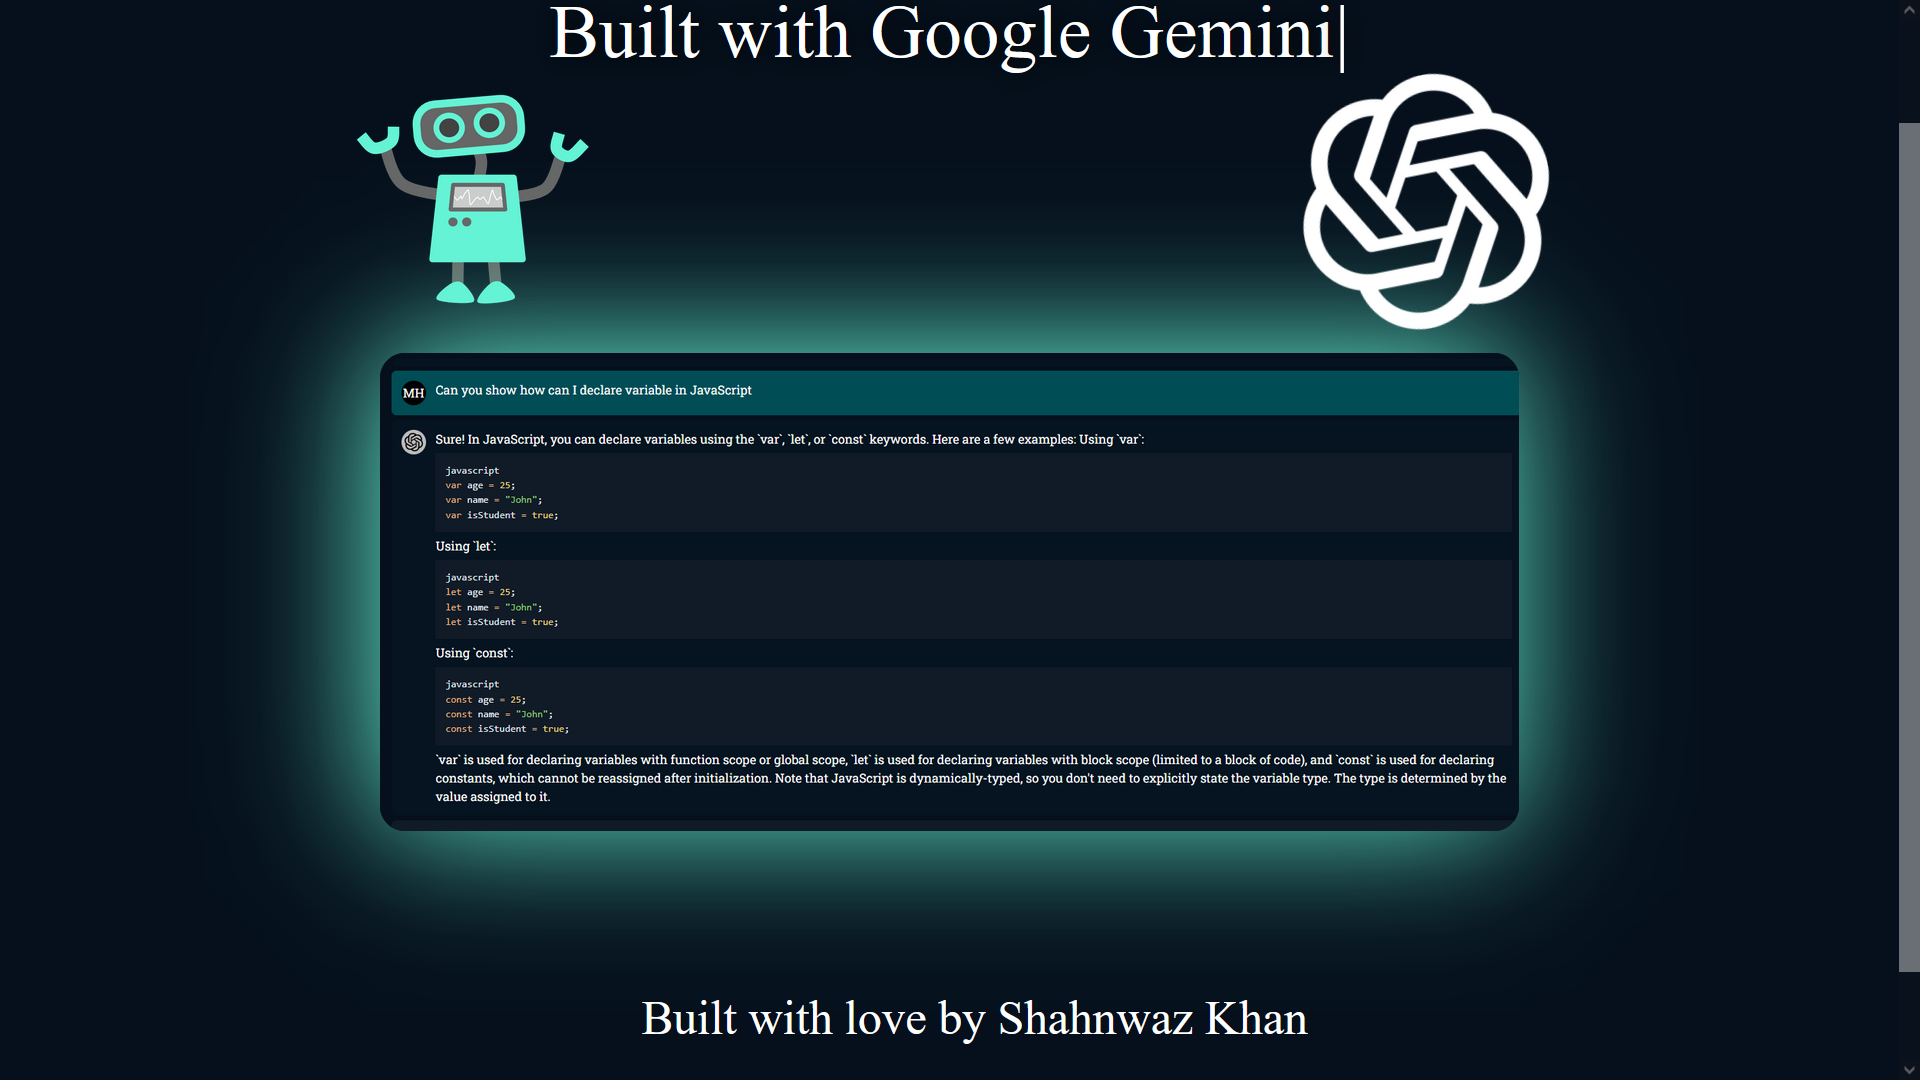 Built with Google Gemini|
MH
Can you show how can I declare variable in JavaScript
Sure! In JavaScript, you can declare variables using the `var`, `let`, or `const` keywords. Here are a few examples: Using `var`:
javascript
var age = 25;
var name = "John";
var isStudent = true;
Using `let`:
javascript
let age = 25;
let name = "John";
let isStudent = true;
Using `const`:
javascript
const age = 25;
const name = "John";
const isStudent = true;
`var` is used for declaring variables with function scope or global scope, `let` is used for declaring variables with block scope (limited to a block of code), and `const` is used for declaring
constants, which cannot be reassigned after initialization. Note that JavaScript is dynamically-typed, so you don't need to explicitly state the variable type. The type is determined by the
value assigned to it.
Built with love by Shahnwaz Khan